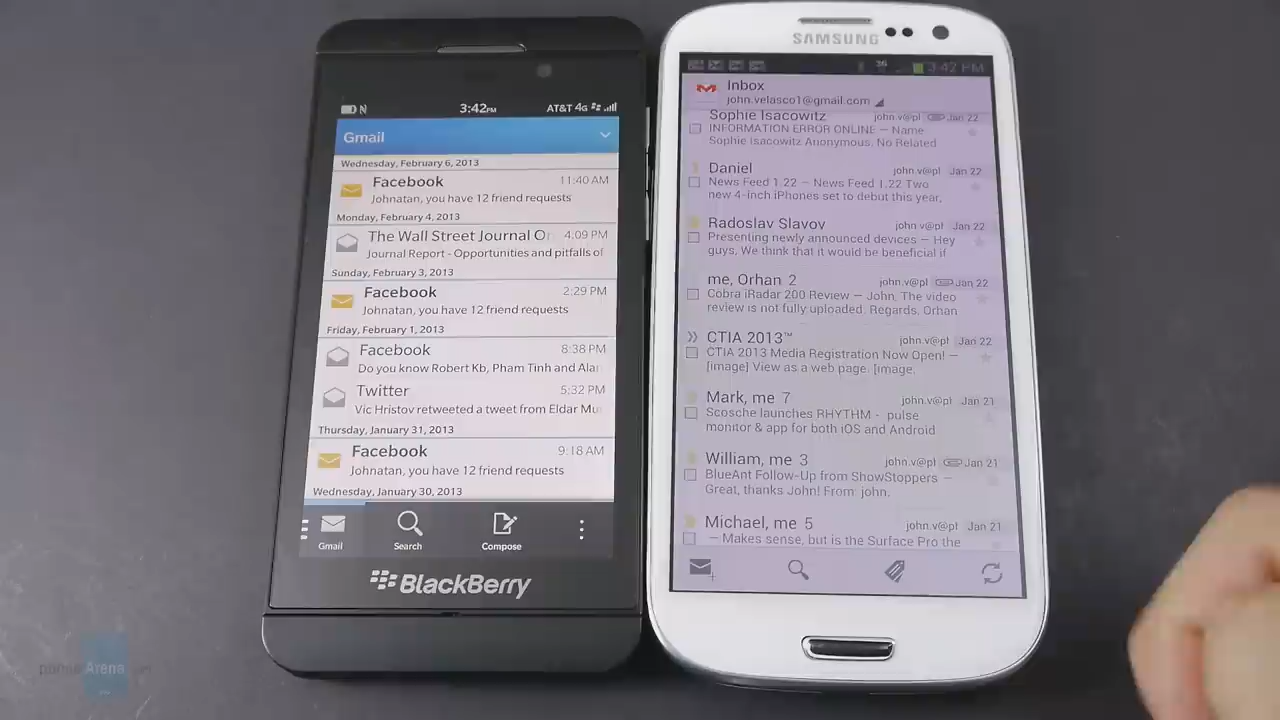 3:42PM
AT&T 4G
Gmail
Wednesday, February 6, 2013
Facebook 11:40 AM
Johnatan, you have 12 friend requests
Monday, February 4, 2013
The Wall Street Journal O 4:09 PM
Journal Report - Opportunities and pitfalls of
Sunday, February 3, 2013
Facebook 2:29 PM
Johnatan, you have 12 friend requests
Friday, February 1, 2013
Facebook 8:38 PM
Do you know Robert Kb, Pham Tinh and Alar
Twitter 5:32 PM
Vic Hristov retweeted a tweet from Eldar Mu
Thursday, January 31, 2013
Facebook 9:18 AM
Johnatan, you have 12 friend requests
Wednesday, January 30, 2013
Gmail
Search
Compose
BlackBerry
SAMSUNG
3G 3:42 PM
Inbox
john.velasco1@gmail.com
Sophie Isacowitz john.v@pl Jan 22
INFORMATION ERROR ONLINE — Name
Sophie Isacowitz Anonymous. No Related
Daniel john.v@pl Jan 22
News Feed 1.22 — News Feed 1.22 Two
new 4-inch iPhones set to debut this year,
Radoslav Slavov john.v@pl Jan 22
Presenting newly announced devices — Hey
guys, We think that it would be beneficial if
me, Orhan 2 john.v@pl Jan 22
Cobra iRadar 200 Review — John, The video
review is not fully uploaded. Regards, Orhan
CTIA 2013™ john.v@pl Jan 22
CTIA 2013 Media Registration Now Open! —
[image] View as a web page. [image,
Mark, me 7 john.v@pl Jan 21
Scosche launches RHYTHM - pulse
monitor & app for both iOS and Android
William, me 3 john.v@pl Jan 21
BlueAnt Follow-Up from ShowStoppers —
Great, thanks John! From: john.
Michael, me 5 john.v@pl Jan 21
— Makes sense, but is the Surface Pro the
phoneArena